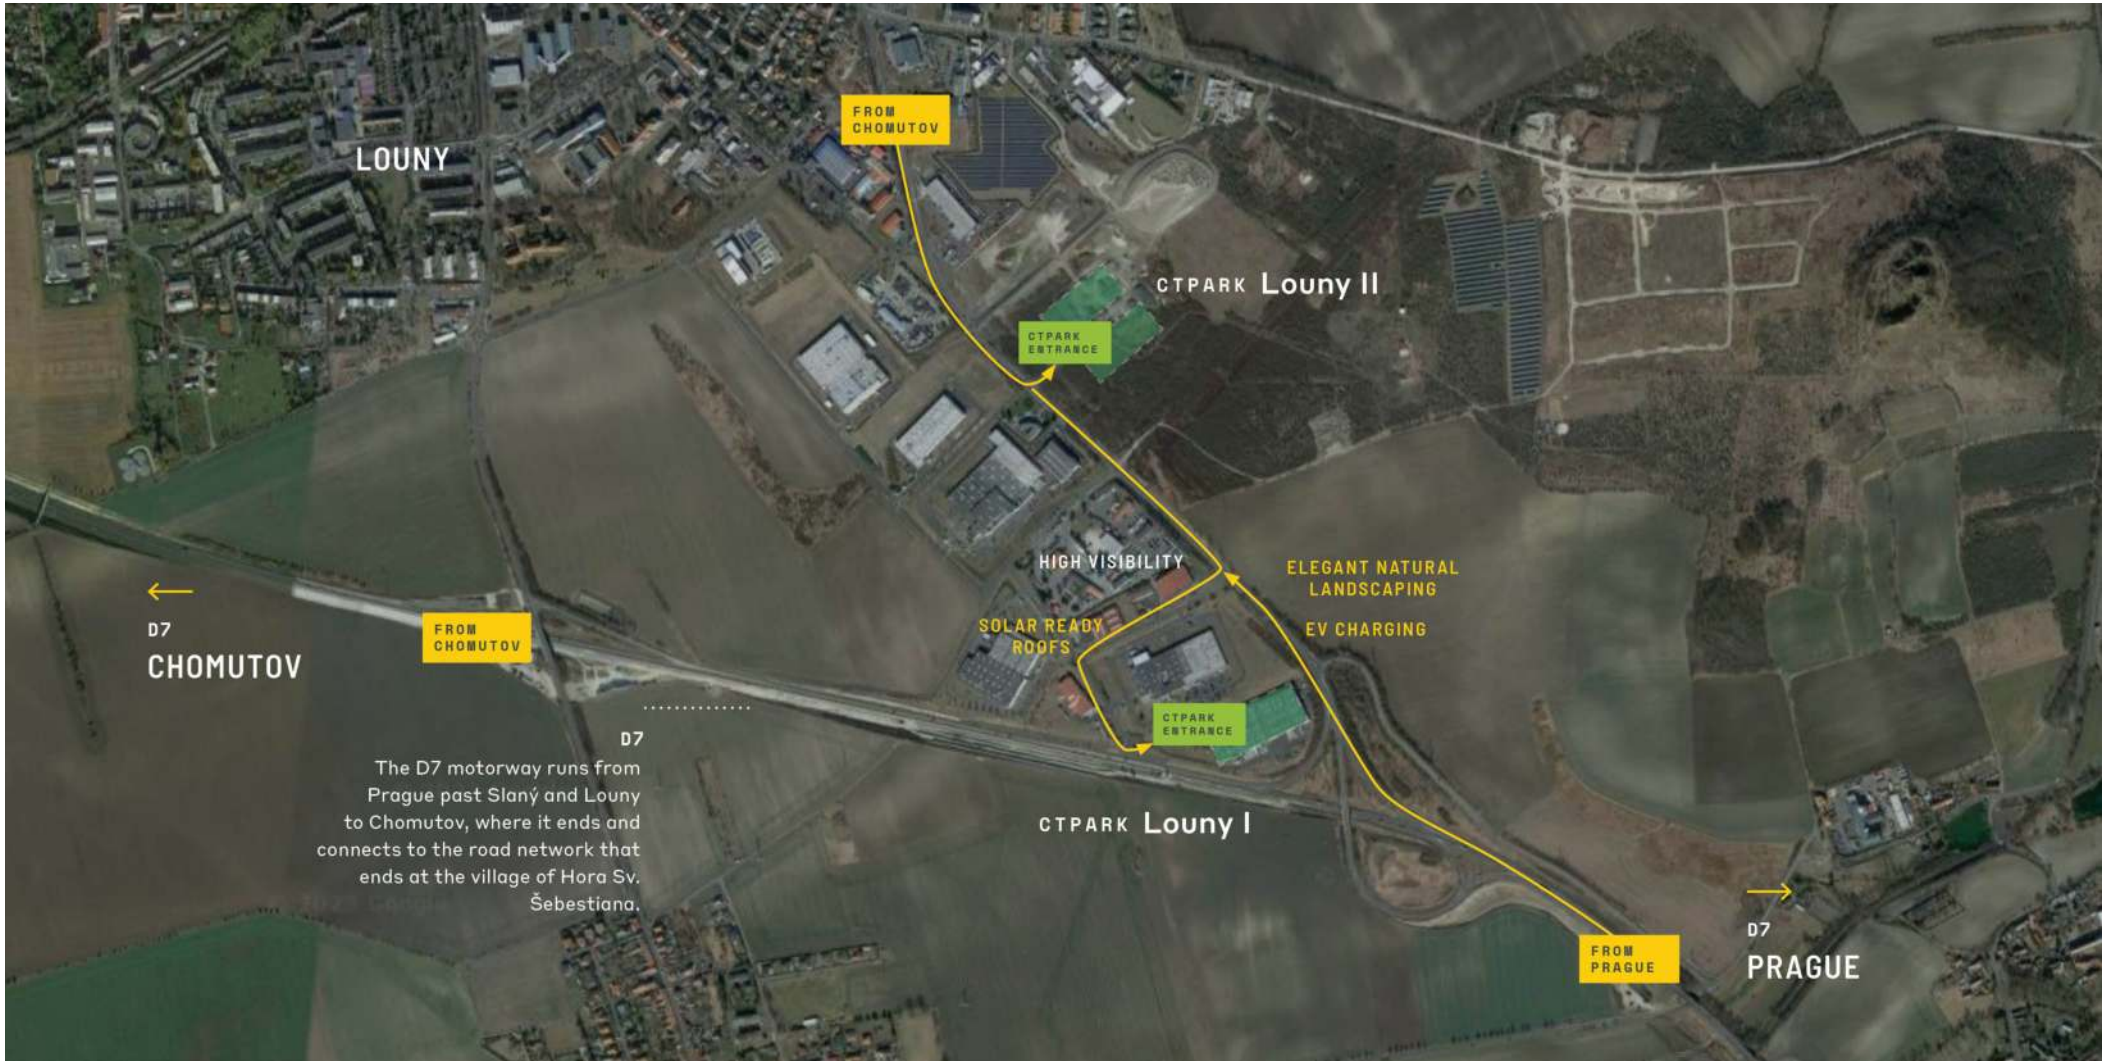 FROM
CHOMUTOV
LOUNY
CTPARK Louny II
CTPARK
ENTRANCE
HIGH VISIBILITY
ELEGANT NATURAL
LANDSCAPING
EV CHARGING
SOLAR READY
ROOFS
D7
CHOMUTOV
FROM
CHOMUTOV
CTPARK
ENTRANCE
D7
The D7 motorway runs from
Prague past Slaný and Louny
to Chomutov, where it ends and
connects to the road network that
ends at the village of Hora Sv.
Šebestiana.
CTPARK Louny I
FROM
PRAGUE
D7
PRAGUE